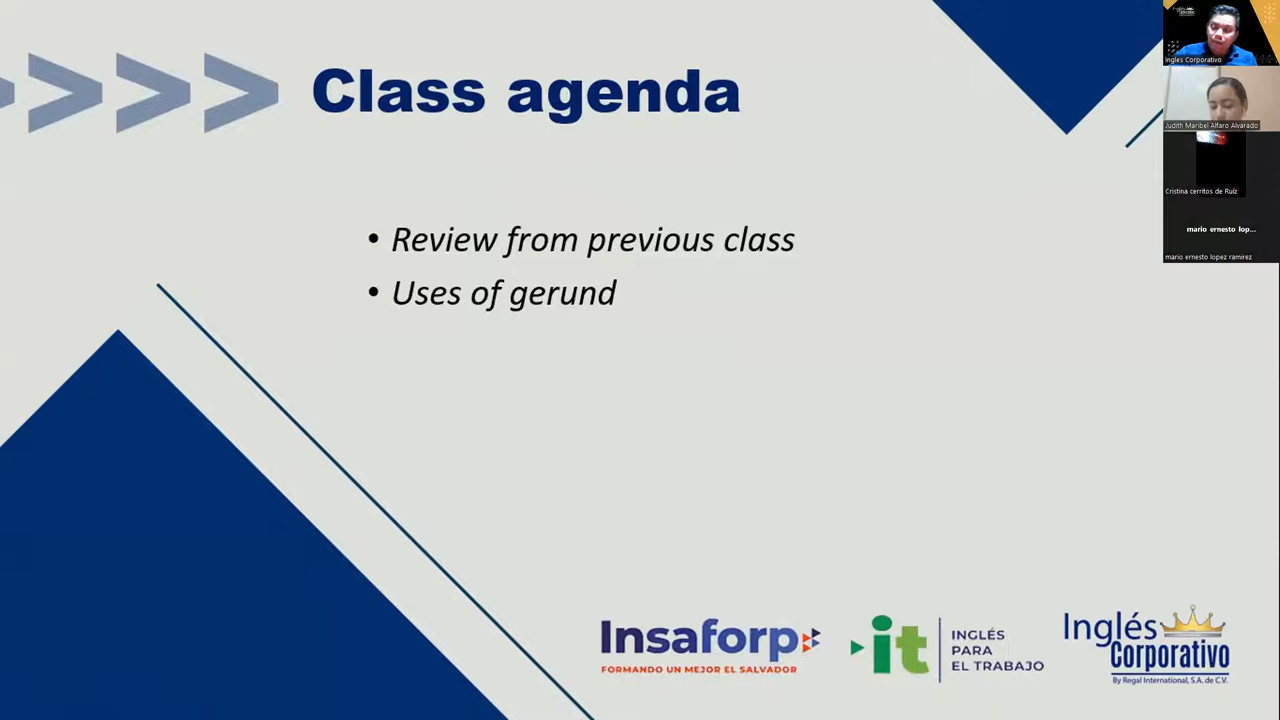 Class agenda
• Review from previous class
• Uses of gerund
Insaforp
FORMANDO UN MEJOR EL SALVADOR
it
INGLÉS
PARA
EL TRABAJO
Inglés
Corporativo
By Regal International, S.A. de C.V.
Ingles Corporativo
Judith Maribel Alfaro Alvarado
Cristina cerritos de Ruíz
mario ernesto lop...
mario ernesto lopez ramirez